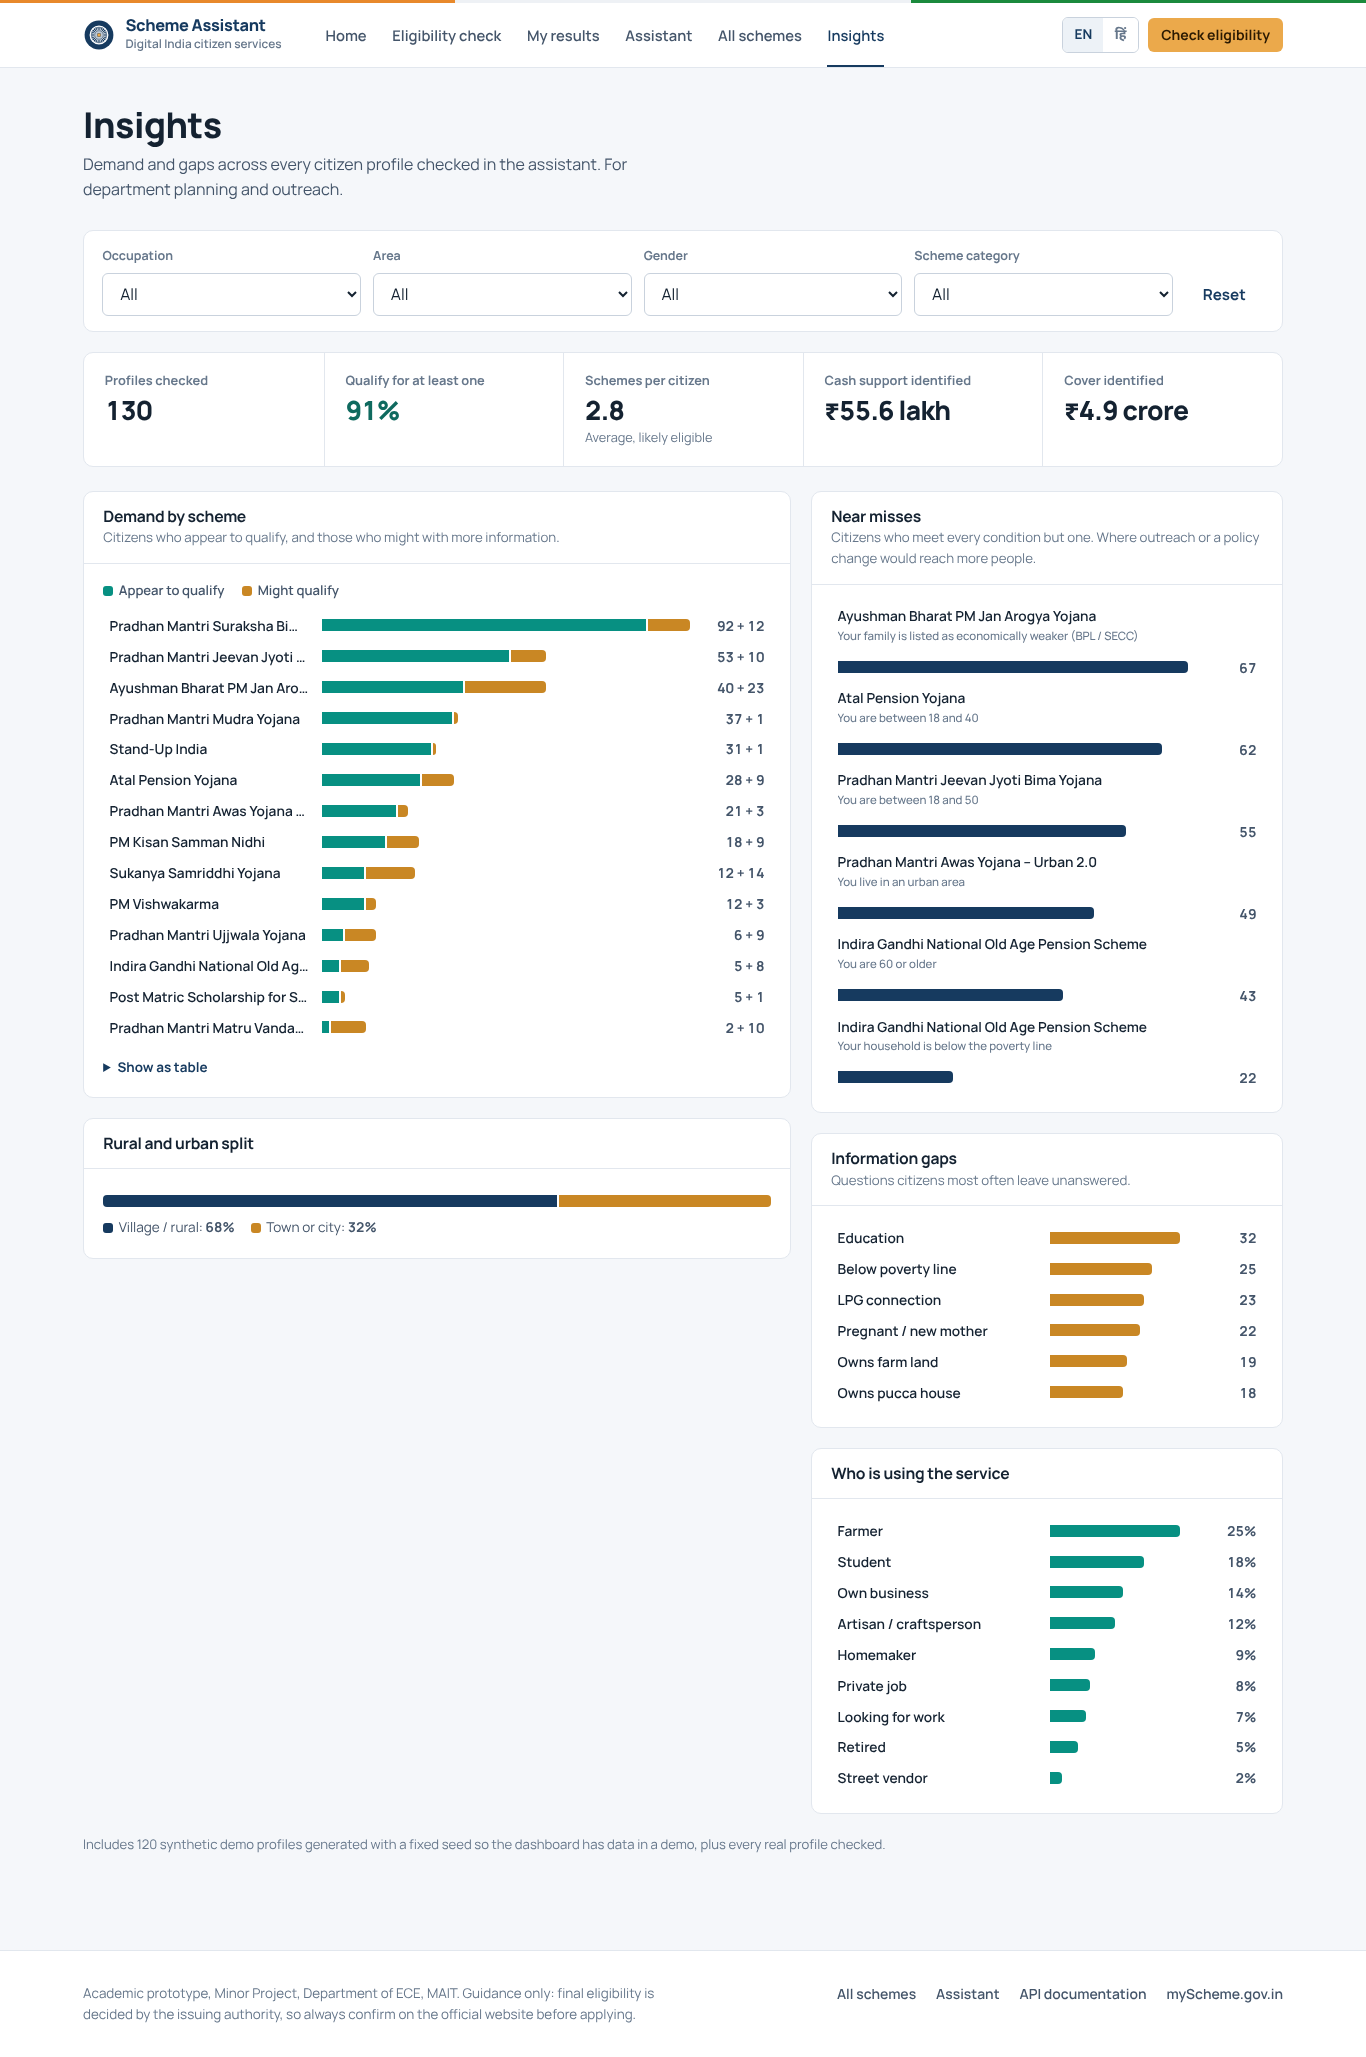 Scheme Assistant
Digital India citizen services
Home
Eligibility check
My results
Assistant
All schemes
Insights
EN
हिं
Check eligibility
Insights
Demand and gaps across every citizen profile checked in the assistant. For
department planning and outreach.
Occupation
All
Area
All
Gender
All
Scheme category
All
Reset
Profiles checked
130
Qualify for at least one
91%
Schemes per citizen
2.8
Average, likely eligible
Cash support identified
₹55.6 lakh
Cover identified
₹4.9 crore
Demand by scheme
Citizens who appear to qualify, and those who might with more information.
Appear to qualify
Might qualify
Pradhan Mantri Suraksha Bi... 92 + 12
Pradhan Mantri Jeevan Jyoti ... 53 + 10
Ayushman Bharat PM Jan Aro... 40 + 23
Pradhan Mantri Mudra Yojana 37 + 1
Stand-Up India 31 + 1
Atal Pension Yojana 28 + 9
Pradhan Mantri Awas Yojana ... 21 + 3
PM Kisan Samman Nidhi 18 + 9
Sukanya Samriddhi Yojana 12 + 14
PM Vishwakarma 12 + 3
Pradhan Mantri Ujjwala Yojana 6 + 9
Indira Gandhi National Old Ag... 5 + 8
Post Matric Scholarship for S... 5 + 1
Pradhan Mantri Matru Vanda... 2 + 10
Show as table
Rural and urban split
Village / rural: 68%
Town or city: 32%
Near misses
Citizens who meet every condition but one. Where outreach or a policy
change would reach more people.
Ayushman Bharat PM Jan Arogya Yojana
Your family is listed as economically weaker (BPL / SECC)
67
Atal Pension Yojana
You are between 18 and 40
62
Pradhan Mantri Jeevan Jyoti Bima Yojana
You are between 18 and 50
55
Pradhan Mantri Awas Yojana – Urban 2.0
You live in an urban area
49
Indira Gandhi National Old Age Pension Scheme
You are 60 or older
43
Indira Gandhi National Old Age Pension Scheme
Your household is below the poverty line
22
Information gaps
Questions citizens most often leave unanswered.
Education 32
Below poverty line 25
LPG connection 23
Pregnant / new mother 22
Owns farm land 19
Owns pucca house 18
Who is using the service
Farmer 25%
Student 18%
Own business 14%
Artisan / craftsperson 12%
Homemaker 9%
Private job 8%
Looking for work 7%
Retired 5%
Street vendor 2%
Includes 120 synthetic demo profiles generated with a fixed seed so the dashboard has data in a demo, plus every real profile checked.
Academic prototype, Minor Project, Department of ECE, MAIT. Guidance only: final eligibility is
decided by the issuing authority, so always confirm on the official website before applying.
All schemes
Assistant
API documentation
myScheme.gov.in